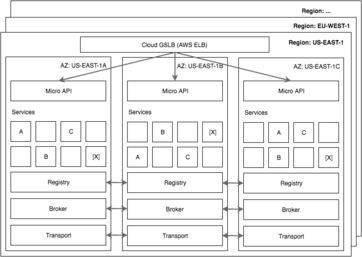 Region: ...
Region: EU-WEST-1
Region: US-EAST-1
Cloud GSLB (AWS ELB)
AZ: US-EAST-1A
AZ: US-EAST-1B
AZ: US-EAST-1C
Micro API
Micro API
Micro API
Services
Services
Services
A C
B [X]
B [X]
A C
A C
B [X]
Registry
Registry
Registry
Broker
Broker
Broker
Transport
Transport
Transport